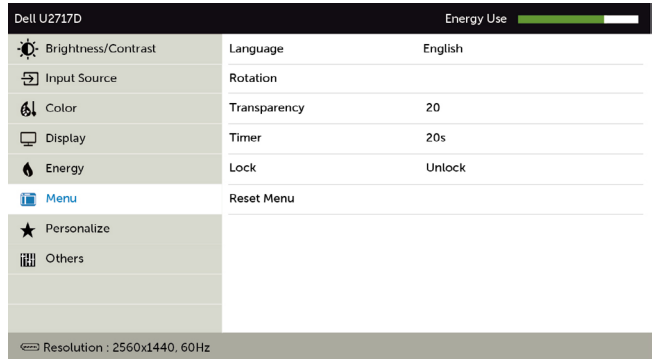 Dell U2717D Energy Use
Brightness/Contrast Language English
Input Source Rotation
Color Transparency 20
Display Timer 20s
Energy Lock Unlock
Menu Reset Menu
Personalize
Others
Resolution : 2560x1440, 60Hz